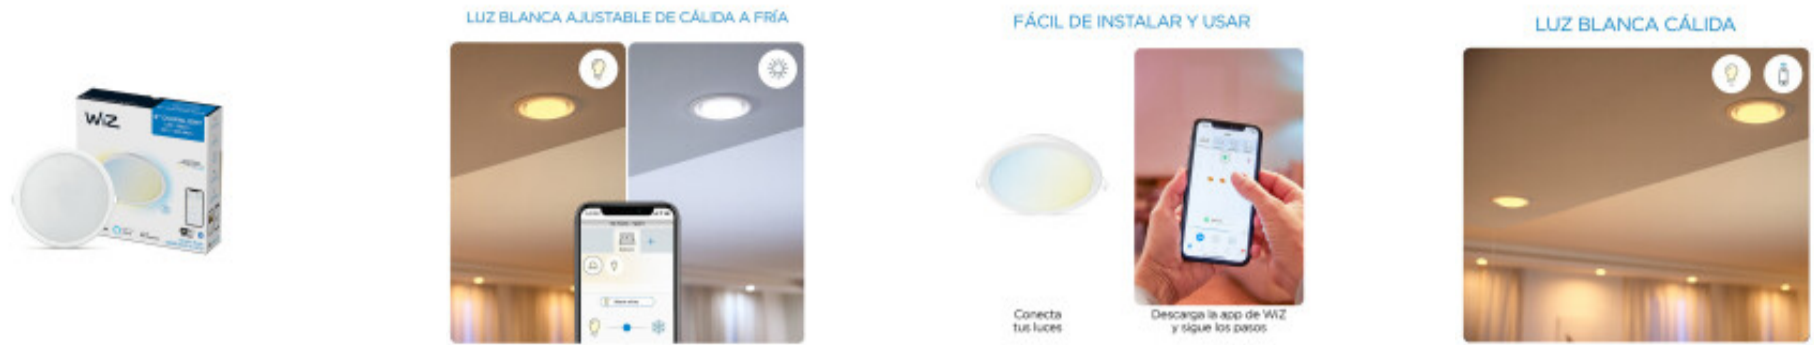 WiZ
LUZ BLANCA AJUSTABLE DE CÁLIDA A FRÍA
FÁCIL DE INSTALAR Y USAR
Conecta
tus luces
Descarga la app de WiZ
y sigue los pasos
LUZ BLANCA CÁLIDA